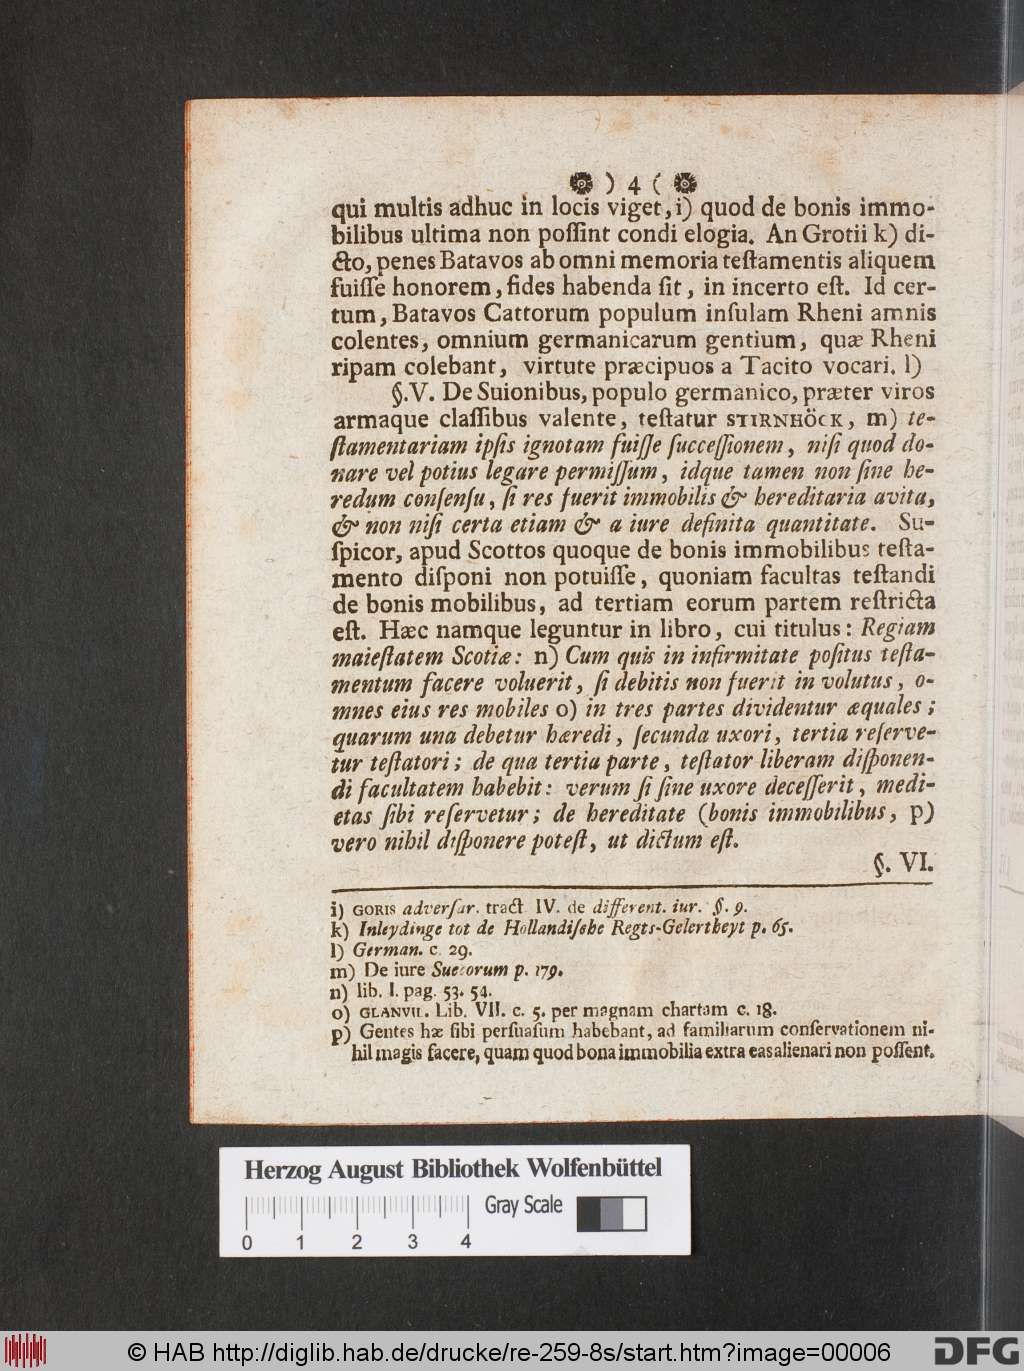 ❁ ) 4 ( ❁
qui multis adhuc in locis viget, i) quod de bonis immo-
bilibus ultima non poſſint condi elogia. An Grotii k) di-
cto, penes Batavos ab omni memoria teſtamentis aliquem
fuiſſe honorem, fides habenda ſit, in incerto eſt. Id cer-
tum, Batavos Cattorum populum inſulam Rheni amnis
colentes, omnium germanicarum gentium, quæ Rheni
ripam colebant, virtute præcipuos a Tacito vocari. l)
§. V. De Suionibus, populo germanico, præter viros
armaque claſſibus valente, teſtatur STIRNHÖCK, m) te-
ſtamentariam ipſis ignotam fuiſſe ſucceſſionem, niſi quod do-
nare vel potius legare permiſſum, idque tamen non ſine he-
redum conſenſu, ſi res fuerit immobilis & hereditaria avita,
& non niſi certa etiam & a iure definita quantitate. Su-
ſpicor, apud Scottos quoque de bonis immobilibus teſta-
mento diſponi non potuiſſe, quoniam facultas teſtandi
de bonis mobilibus, ad tertiam eorum partem reſtricta
eſt. Hæc namque leguntur in libro, cui titulus: Regiam
maieſtatem Scotiæ: n) Cum quis in infirmitate poſitus teſta-
mentum facere voluerit, ſi debitis non fuerit in volutus, o-
mnes eius res mobiles o) in tres partes dividentur æquales;
quarum una debetur hæredi, ſecunda uxori, tertia reſerve-
tur teſtatori; de qua tertia parte, teſtator liberam diſponen-
di facultatem habebit: verum ſi ſine uxore deceſſerit, medi-
etas ſibi reſervetur; de hereditate (bonis immobilibus, p)
vero nihil diſponere poteſt, ut dictum eſt.
§. VI.
i) GORIS adverſar. tract. IV. de different. iur. §. 9.
k) Inleydinge tot de Hollandiſche Regts-Gelertheyt p. 65.
l) German. c. 29.
m) De iure Suecorum p. 179.
n) lib. I. pag. 53. 54.
o) GLANVIL. Lib. VII. c. 5. per magnam chartam c. 18.
p) Gentes hæ ſibi perſuaſum habebant, ad familiarum conſervationem ni-
hil magis facere, quam quod bona immobilia extra eas alienari non poſſent.
Herzog August Bibliothek Wolfenbüttel
Gray Scale
0 1 2 3 4
© HAB http://diglib.hab.de/drucke/re-259-8s/start.htm?image=00006
DFG